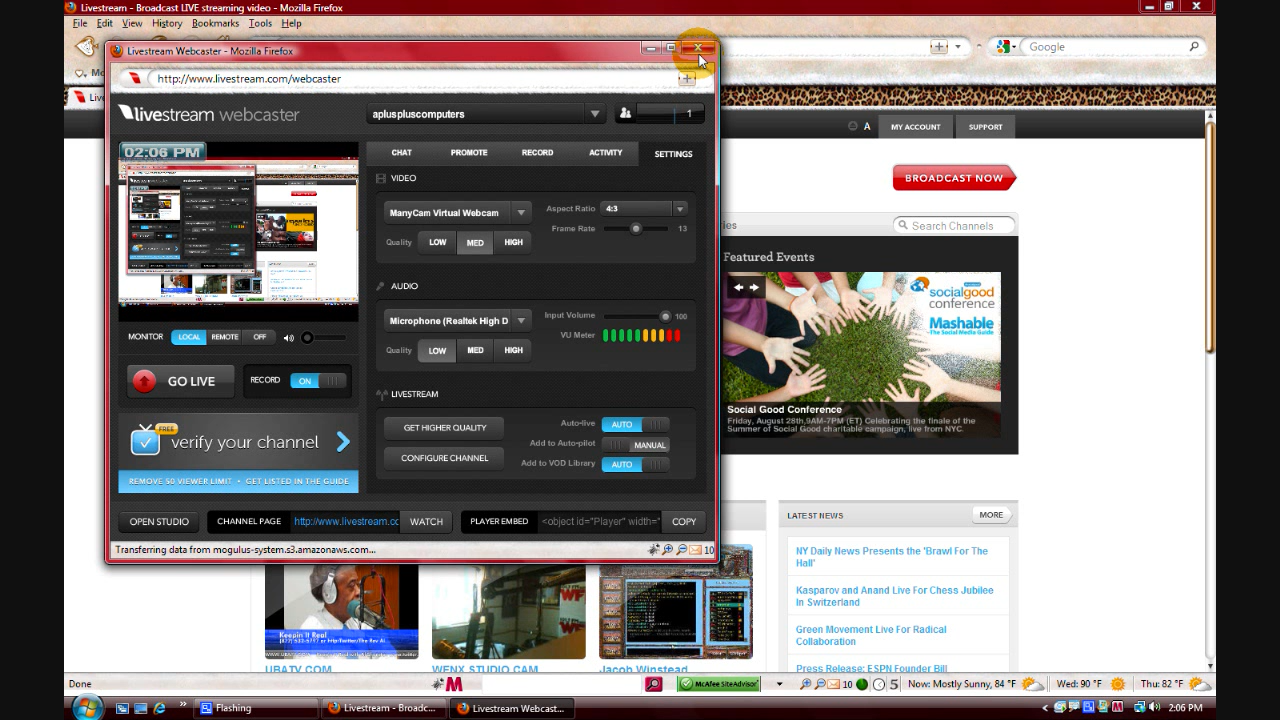 Livestream - Broadcast LIVE streaming video - Mozilla Firefox
File Edit View History Bookmarks Tools Help
Google
Livestream Webcaster - Mozilla Firefox
http://www.livestream.com/webcaster
livestream webcaster
apluspluscomputers
1
A
MY ACCOUNT
SUPPORT
02:06 PM
CHAT
PROMOTE
RECORD
ACTIVITY
SETTINGS
BROADCAST NOW
VIDEO
ManyCam Virtual Webcam
Aspect Ratio
4:3
Frame Rate
13
Quality
LOW
MED
HIGH
Search Channels
Featured Events
socialgood
conference
Mashable
The Social Media Guide
AUDIO
Microphone (Realtek High D
Input Volume
100
VU Meter
Quality
LOW
MED
HIGH
MONITOR
LOCAL
REMOTE
OFF
GO LIVE
RECORD
ON
LIVESTREAM
GET HIGHER QUALITY
CONFIGURE CHANNEL
Auto-live
AUTO
Add to Auto-pilot
MANUAL
Add to VOD Library
AUTO
Social Good Conference
Friday, August 28th,9AM-7PM (ET) Celebrating the finale of the
Summer of Social Good charitable campaign, live from NYC.
FREE
verify your channel
REMOVE 50 VIEWER LIMIT • GET LISTED IN THE GUIDE
OPEN STUDIO
CHANNEL PAGE
http://www.livestream.cc
WATCH
PLAYER EMBED
<object id="Player" width="
COPY
Transferring data from mogulus-system.s3.amazonaws.com...
10
LATEST NEWS
MORE
NY Daily News Presents the 'Brawl For The
Hall'
Kasparov and Anand Live For Chess Jubilee
In Switzerland
Green Movement Live For Radical
Collaboration
Press Release: ESPN Founder Bill
Keepin It Real
UBATV.COM
WENX STUDIO CAM
Jacob Winstead
Done
McAfee SiteAdvisor
10
5
Now: Mostly Sunny, 84 °F
Wed: 90 °F
Thu: 82 °F
Flashing
Livestream - Broadc...
Livestream Webcast...
2:06 PM